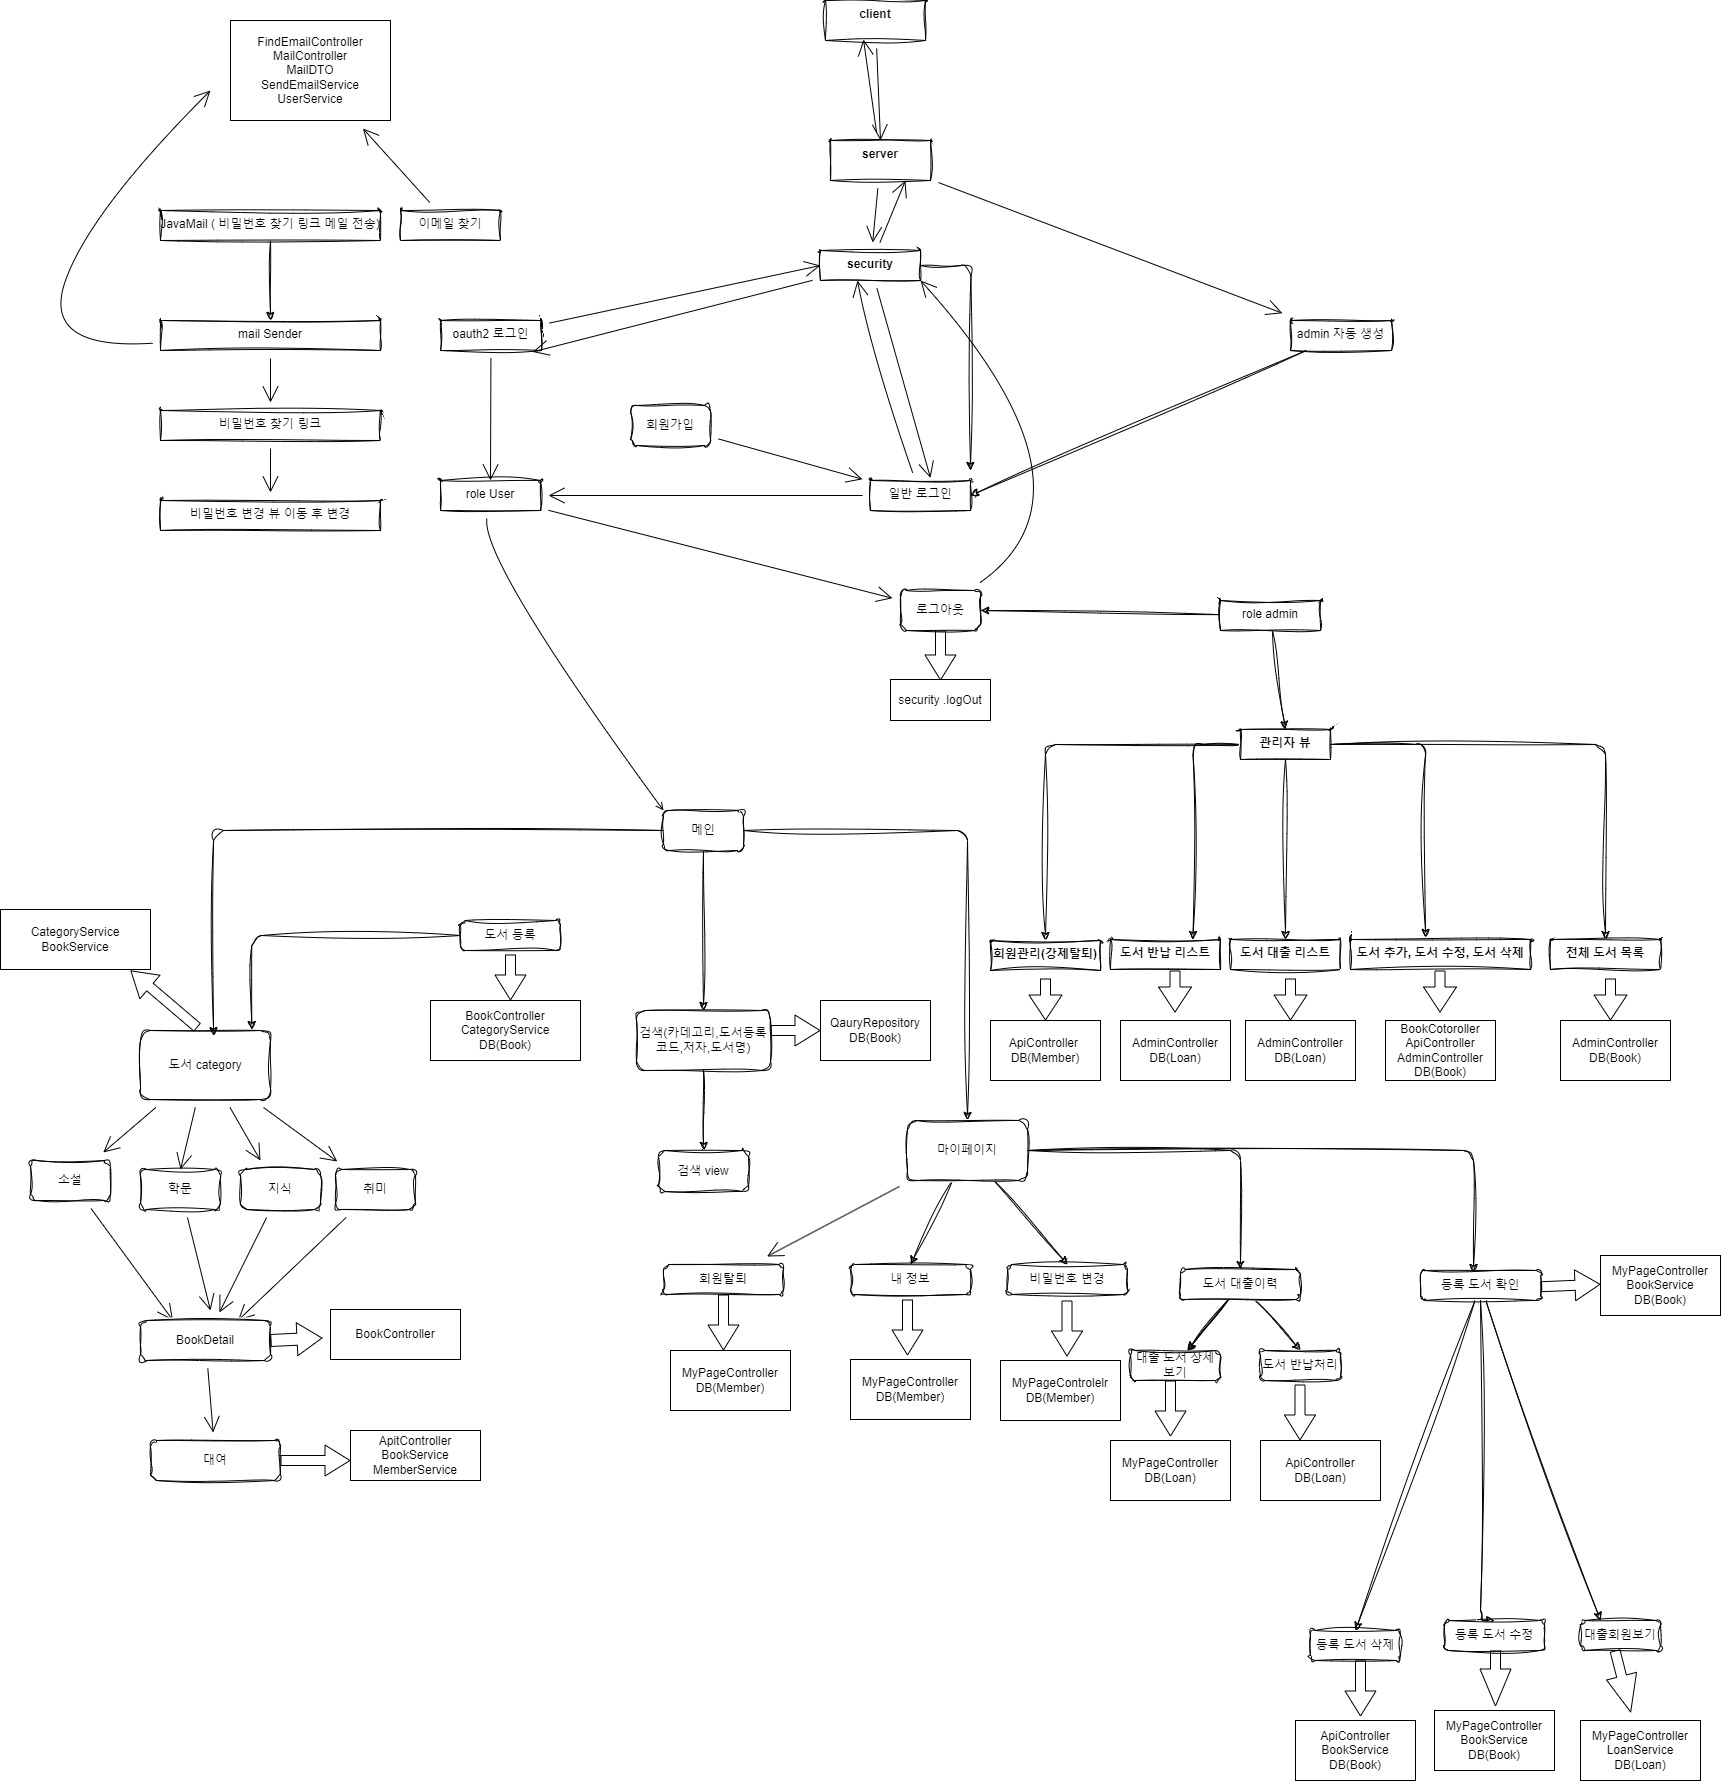 client
FindEmailController
MailController
MailDTO
SendEmailService
UserService
server
JavaMail ( 비밀번호 찾기 링크 메일 전송)
이메일 찾기
security
mail Sender
oauth2 로그인
admin 자동 생성
회원가입
비밀번호 찾기 링크
role User
일반 로그인
비밀번호 변경 뷰 이동 후 변경
로그아웃
role admin
security .logOut
관리자 뷰
메인
CategoryService
BookService
도서 등록
회원관리(강제탈퇴)
도서 반납 리스트
도서 대출 리스트
도서 추가, 도서 수정, 도서 삭제
전체 도서 목록
BookController
CategoryService
DB(Book)
검색(카데고리,도서등록
코드,저자,도서명)
QauryRepository
DB(Book)
ApiController
DB(Member)
AdminController
DB(Loan)
AdminController
DB(Loan)
BookCotoroller
ApiController
AdminController
DB(Book)
AdminController
DB(Book)
도서 category
마이페이지
소설
학문
지식
취미
검색 view
회원탈퇴
내 정보
비밀번호 변경
도서 대출이력
등록 도서 확인
MyPageController
BookService
DB(Book)
BookDetail
BookController
대출 도서 상세
보기
도서 반납처리
MyPageController
DB(Member)
MyPageController
DB(Member)
MyPageControlelr
DB(Member)
대여
ApitController
BookService
MemberService
MyPageController
DB(Loan)
ApiController
DB(Loan)
등록 도서 삭제
등록 도서 수정
대출회원보기
ApiController
BookService
DB(Book)
MyPageController
BookService
DB(Book)
MyPageController
LoanService
DB(Loan)